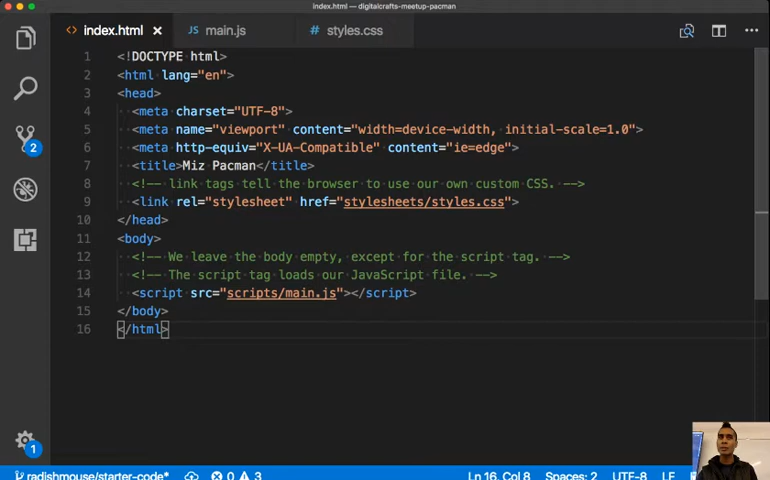 index.html — digitalcrafts-meetup-pacman
<> index.html × JS main.js # styles.css
1 <!DOCTYPE html>
2 <html lang="en">
3 <head>
4 <meta charset="UTF-8">
5 <meta name="viewport" content="width=device-width, initial-scale=1.0">
6 <meta http-equiv="X-UA-Compatible" content="ie=edge">
7 <title>Miz Pacman</title>
8 <!-- link tags tell the browser to use our own custom CSS. -->
9 <link rel="stylesheet" href="stylesheets/styles.css">
10 </head>
11 <body>
12 <!-- We leave the body empty, except for the script tag. -->
13 <!-- The script tag loads our JavaScript file. -->
14 <script src="scripts/main.js"></script>
15 </body>
16 </html>
2
1
radishmouse/starter-code* 0 3 Ln 16, Col 8 Spaces: 2 UTF-8 LF